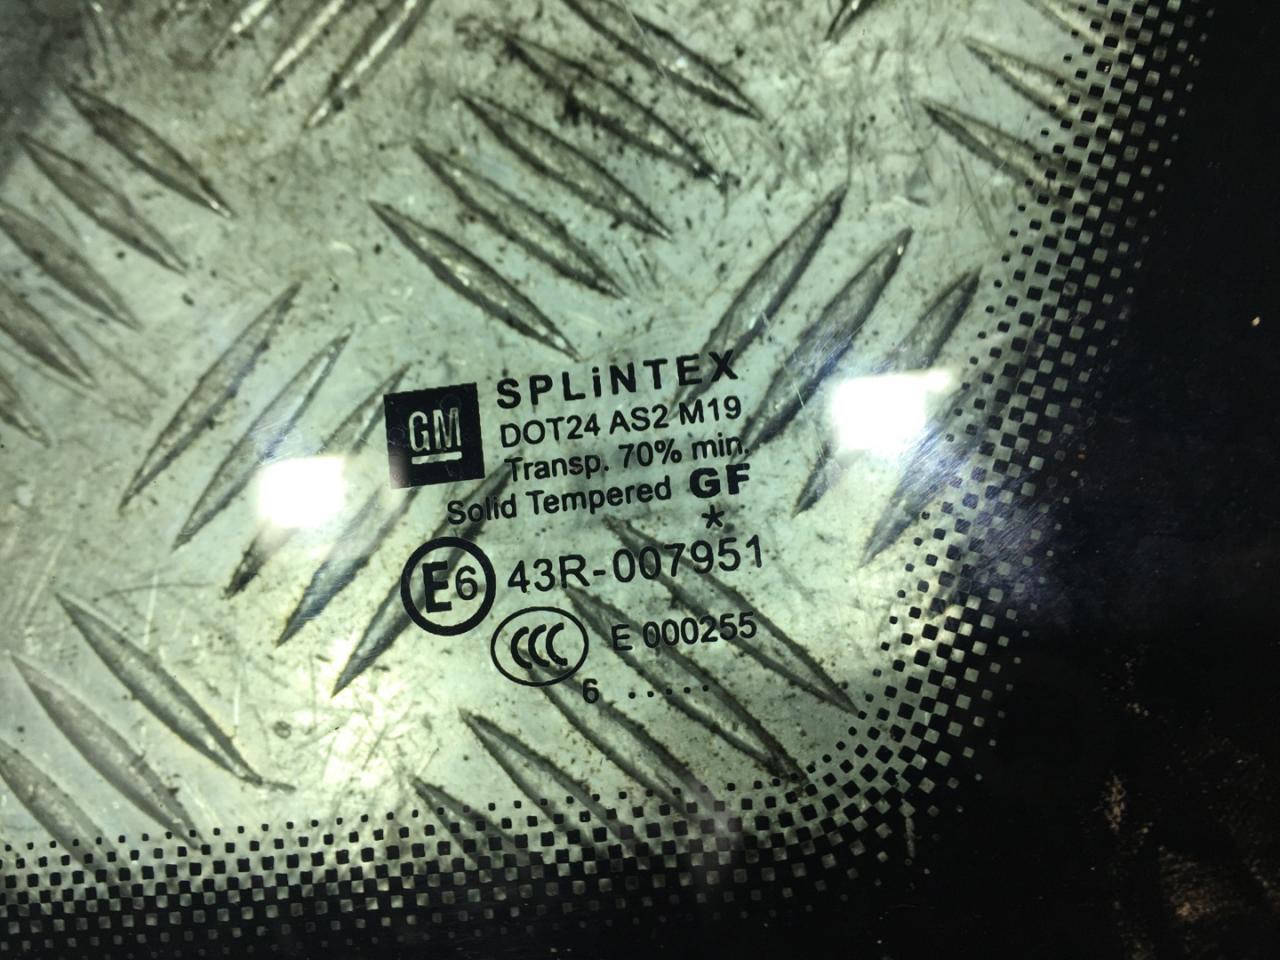 GM
SPLiNTEX
DOT24 AS2 M19
Transp. 70% min.
Solid Tempered GF
*
E6 43R-007951
CCC E 000255
6 .....